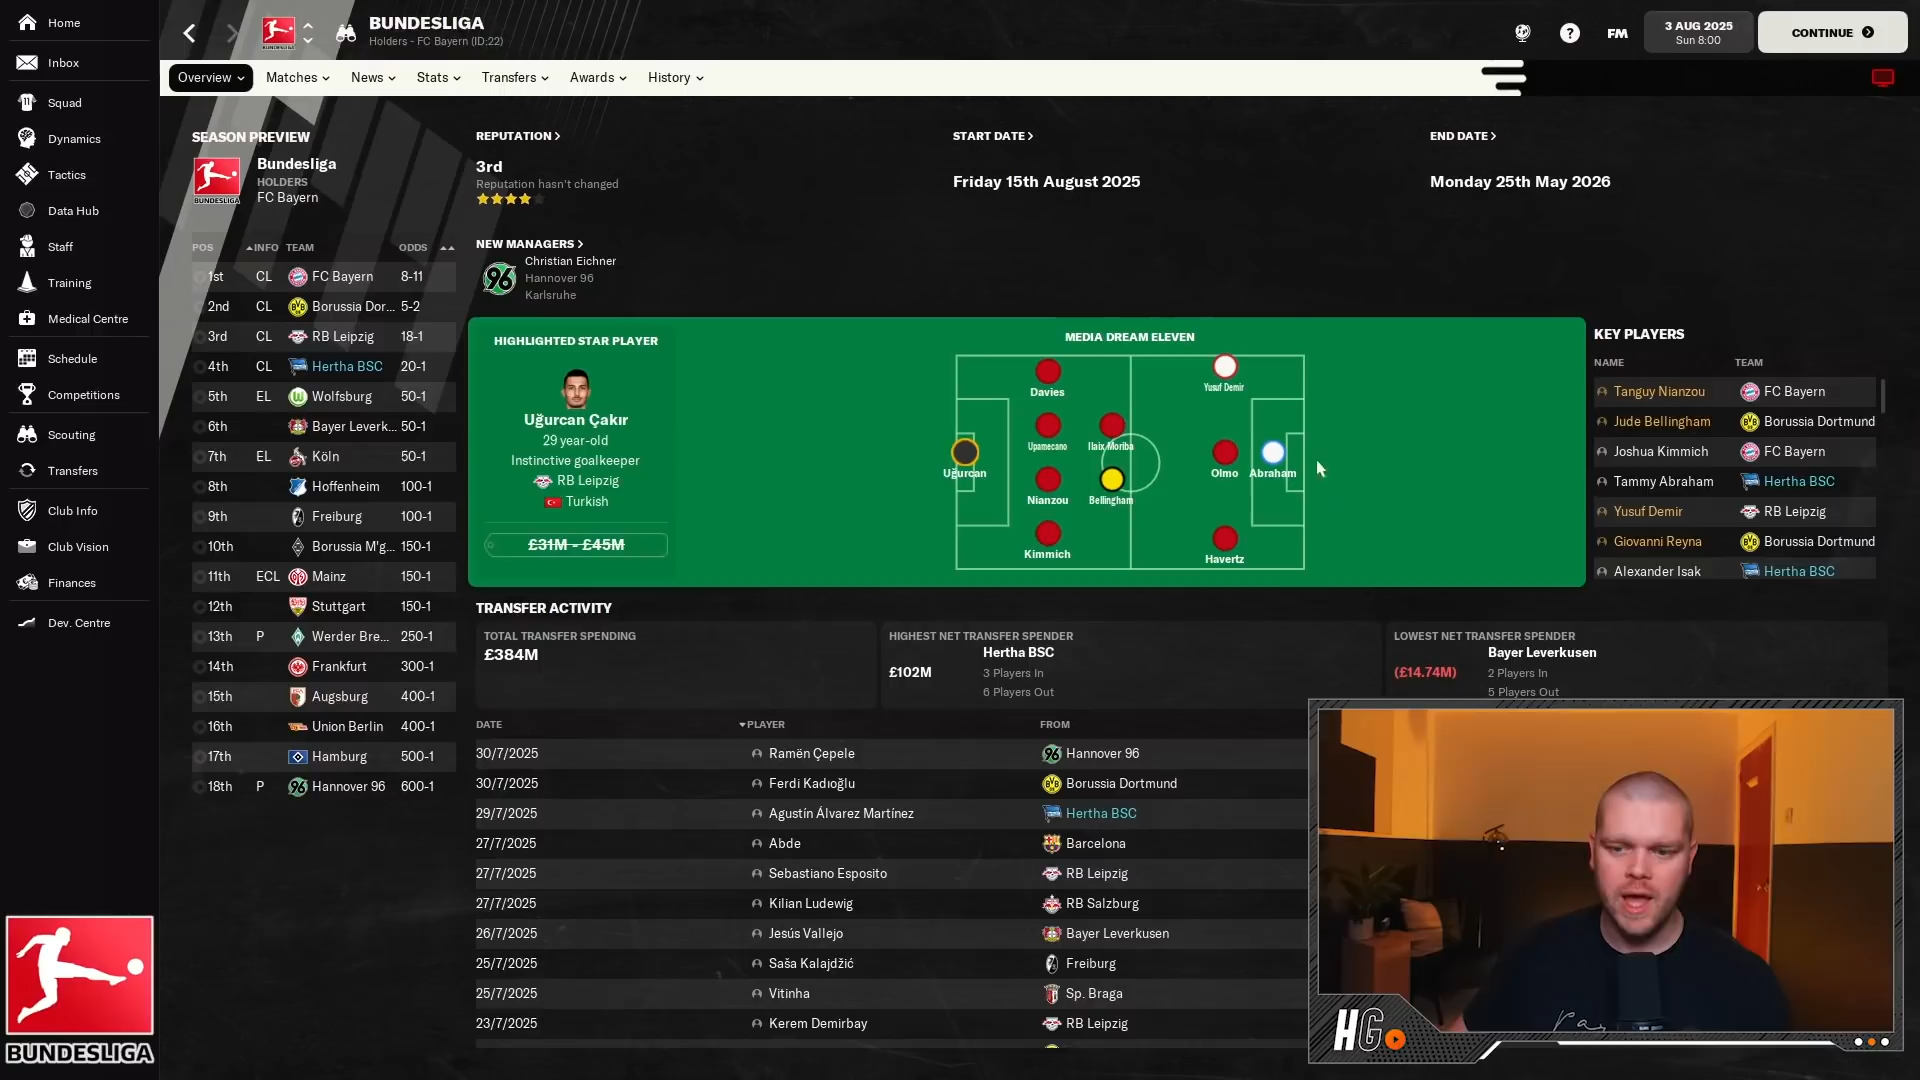 Home
Inbox
Squad
Dynamics
Tactics
Data Hub
Staff
Training
Medical Centre
Schedule
Competitions
Scouting
Transfers
Club Info
Club Vision
Finances
Dev. Centre
BUNDESLIGA
BUNDESLIGA
Holders - FC Bayern (ID:22)
FM
3 AUG 2025
Sun 8:00
CONTINUE
Overview
Matches
News
Stats
Transfers
Awards
History
SEASON PREVIEW
Bundesliga
HOLDERS
FC Bayern
BUNDESLIGA
POS INFO TEAM ODDS
1st CL FC Bayern 8-11
2nd CL Borussia Dor... 5-2
3rd CL RB Leipzig 18-1
4th CL Hertha BSC 20-1
5th EL Wolfsburg 50-1
6th Bayer Leverk... 50-1
7th EL Köln 50-1
8th Hoffenheim 100-1
9th Freiburg 100-1
10th Borussia M'g... 150-1
11th ECL Mainz 150-1
12th Stuttgart 150-1
13th P Werder Bre... 250-1
14th Frankfurt 300-1
15th Augsburg 400-1
16th Union Berlin 400-1
17th Hamburg 500-1
18th P Hannover 96 600-1
REPUTATION >
3rd
Reputation hasn't changed
START DATE >
Friday 15th August 2025
END DATE >
Monday 25th May 2026
NEW MANAGERS >
Christian Eichner
Hannover 96
Karlsruhe
HIGHLIGHTED STAR PLAYER
Uğurcan Çakır
29 year-old
Instinctive goalkeeper
RB Leipzig
Turkish
£31M - £45M
MEDIA DREAM ELEVEN
Davies
Yusuf Demir
Upamecano
Ilaix Moriba
Uğurcan
Olmo
Abraham
Nianzou
Bellingham
Kimmich
Havertz
KEY PLAYERS
NAME TEAM
Tanguy Nianzou FC Bayern
Jude Bellingham Borussia Dortmund
Joshua Kimmich FC Bayern
Tammy Abraham Hertha BSC
Yusuf Demir RB Leipzig
Giovanni Reyna Borussia Dortmund
Alexander Isak Hertha BSC
TRANSFER ACTIVITY
TOTAL TRANSFER SPENDING
£384M
HIGHEST NET TRANSFER SPENDER
Hertha BSC
£102M
3 Players In
6 Players Out
LOWEST NET TRANSFER SPENDER
Bayer Leverkusen
(£14.74M)
2 Players In
5 Players Out
DATE PLAYER FROM
30/7/2025 Ramën Çepele Hannover 96
30/7/2025 Ferdi Kadıoğlu Borussia Dortmund
29/7/2025 Agustín Álvarez Martínez Hertha BSC
27/7/2025 Abde Barcelona
27/7/2025 Sebastiano Esposito RB Leipzig
27/7/2025 Kilian Ludewig RB Salzburg
26/7/2025 Jesús Vallejo Bayer Leverkusen
25/7/2025 Saša Kalajdžić Freiburg
25/7/2025 Vitinha Sp. Braga
23/7/2025 Kerem Demirbay RB Leipzig
HG